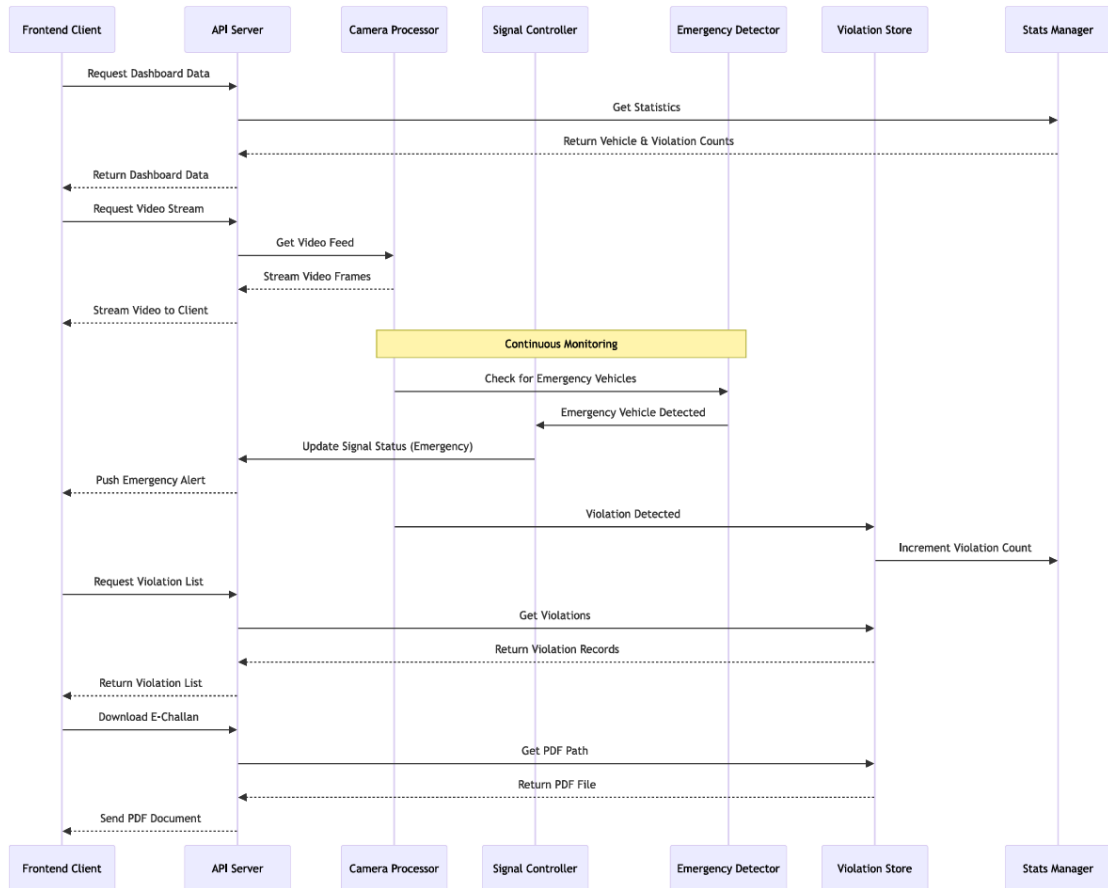 Frontend Client
API Server
Camera Processor
Signal Controller
Emergency Detector
Violation Store
Stats Manager
Request Dashboard Data
Get Statistics
Return Vehicle & Violation Counts
Return Dashboard Data
Request Video Stream
Get Video Feed
Stream Video Frames
Stream Video to Client
Continuous Monitoring
Check for Emergency Vehicles
Emergency Vehicle Detected
Update Signal Status (Emergency)
Push Emergency Alert
Violation Detected
Increment Violation Count
Request Violation List
Get Violations
Return Violation Records
Return Violation List
Download E-Challan
Get PDF Path
Return PDF File
Send PDF Document
Frontend Client
API Server
Camera Processor
Signal Controller
Emergency Detector
Violation Store
Stats Manager